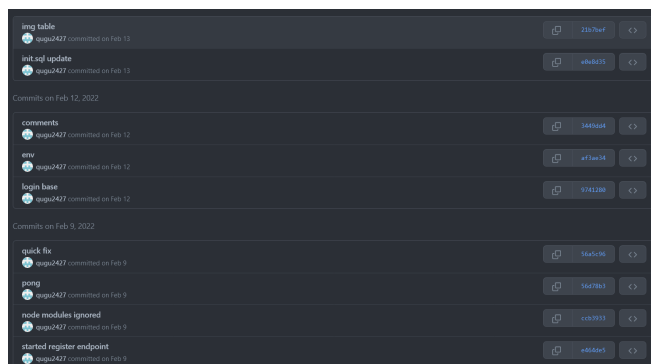 img table
21b7bef
qugu2427 committed on Feb 13
init.sql update
e0e8d35
qugu2427 committed on Feb 13
Commits on Feb 12, 2022
comments
3449dd4
qugu2427 committed on Feb 12
env
af3ae34
qugu2427 committed on Feb 12
login base
9741280
qugu2427 committed on Feb 12
Commits on Feb 9, 2022
quick fix
56a5c96
qugu2427 committed on Feb 9
pong
56d78b3
qugu2427 committed on Feb 9
node modules ignored
ccb3933
qugu2427 committed on Feb 9
started register endpoint
e464de5
qugu2427 committed on Feb 9